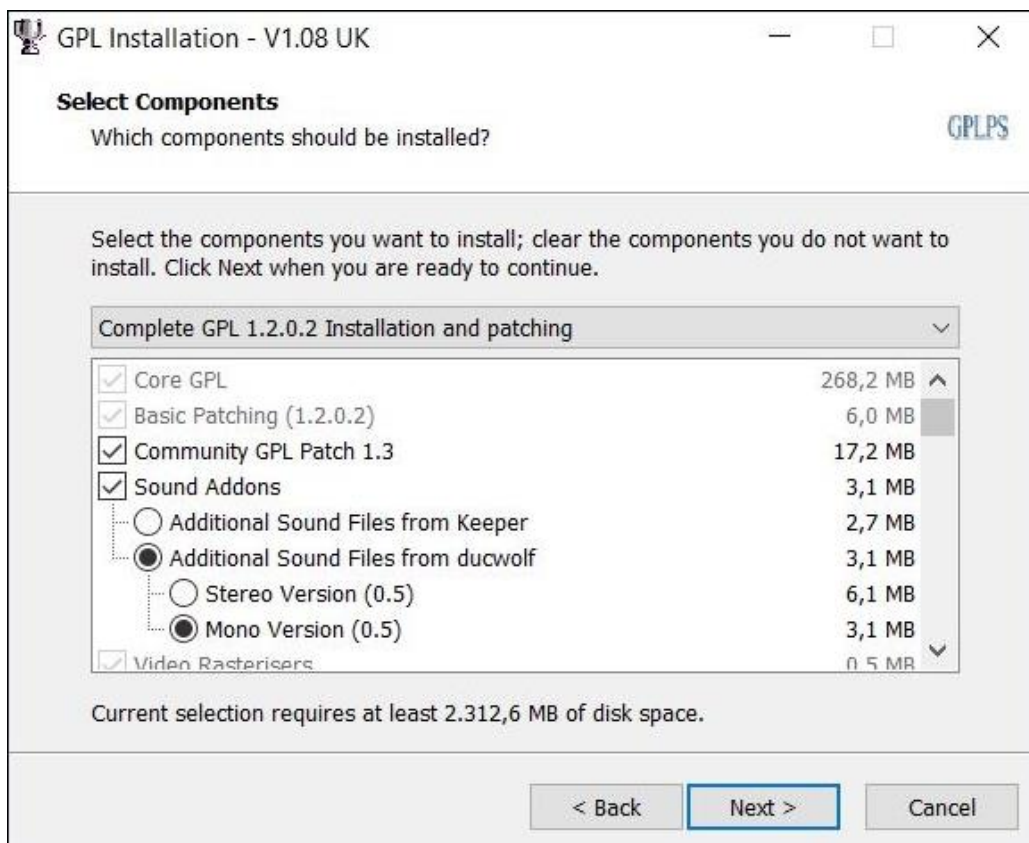 GPL Installation - V1.08 UK
Select Components
Which components should be installed?
GPLPS
Select the components you want to install; clear the components you do not want to
install. Click Next when you are ready to continue.
Complete GPL 1.2.0.2 Installation and patching
Core GPL 268,2 MB
Basic Patching (1.2.0.2) 6,0 MB
Community GPL Patch 1.3 17,2 MB
Sound Addons 3,1 MB
Additional Sound Files from Keeper 2,7 MB
Additional Sound Files from ducwolf 3,1 MB
Stereo Version (0.5) 6,1 MB
Mono Version (0.5) 3,1 MB
Video Rasterisers 0,5 MB
Current selection requires at least 2.312,6 MB of disk space.
< Back Next > Cancel